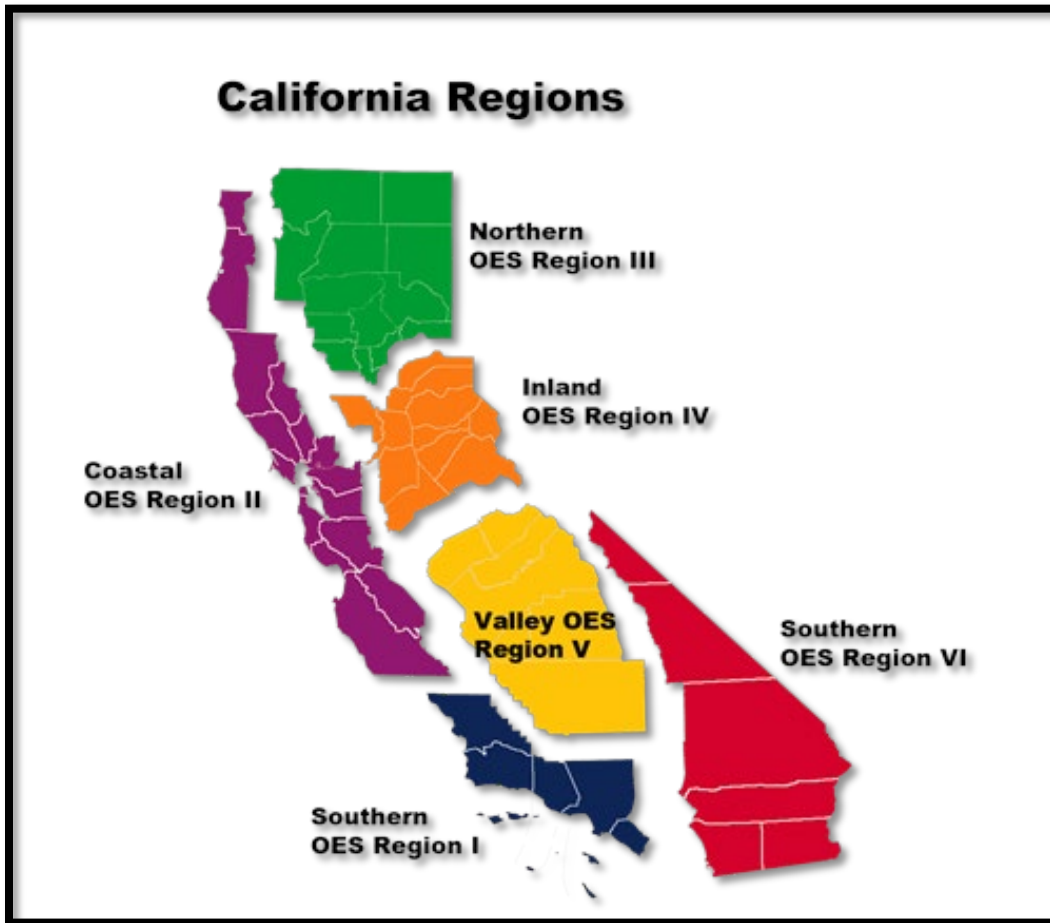 California Regions
Northern
OES Region III
Inland
OES Region IV
Coastal
OES Region II
Valley OES
Region V
Southern
OES Region VI
Southern
OES Region I